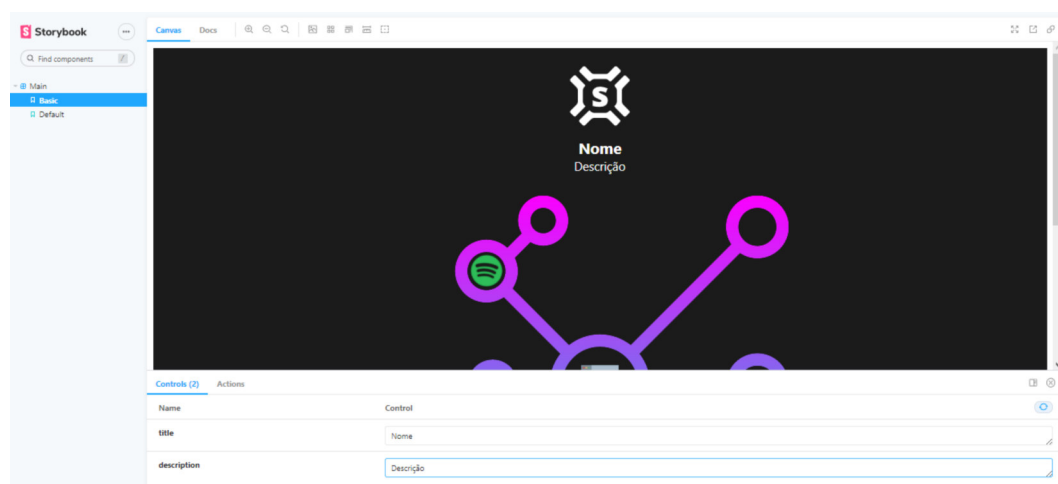 S Storybook
Canvas Docs
Find components /
Main
Basic
Default
S
Nome
Descrição
Controls (2) Actions
Name Control
title Nome
description Descrição